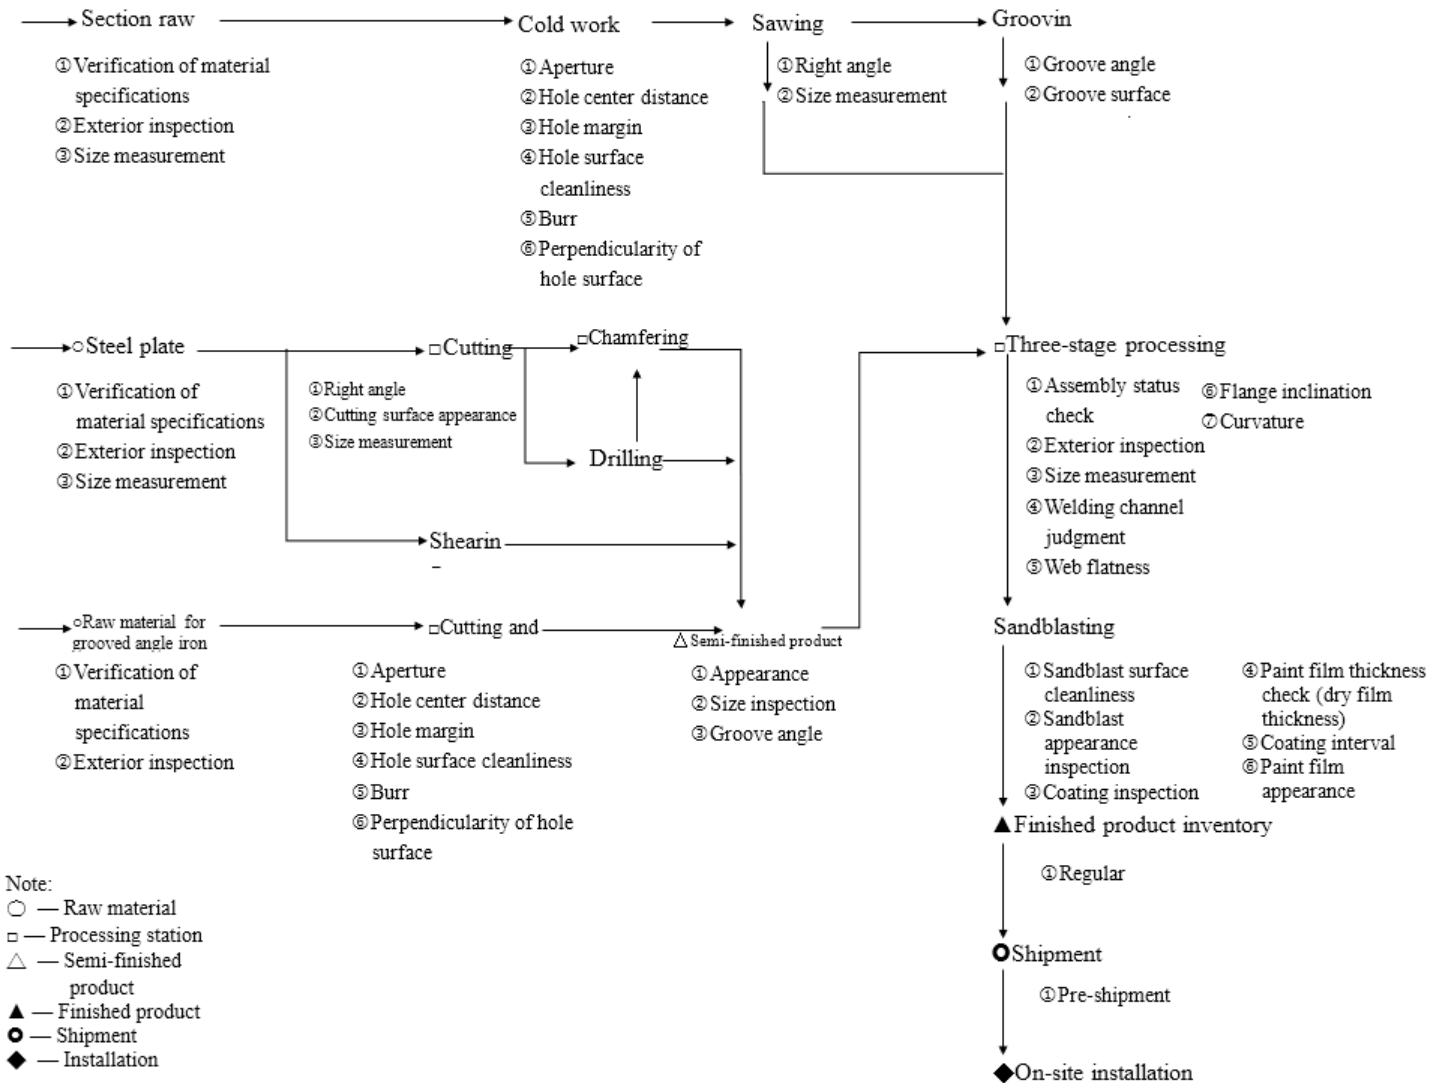 Section raw
①Verification of material
specifications
②Exterior inspection
③Size measurement
Cold work
①Aperture
②Hole center distance
③Hole margin
④Hole surface
cleanliness
⑤Burr
⑥Perpendicularity of
hole surface
Sawing
①Right angle
②Size measurement
Groovin
①Groove angle
②Groove surface
○Steel plate
①Verification of
material specifications
②Exterior inspection
③Size measurement
□Cutting
①Right angle
②Cutting surface appearance
③Size measurement
□Chamfering
Drilling
Shearin
□Three-stage processing
①Assembly status
check
②Exterior inspection
③Size measurement
④Welding channel
judgment
⑤Web flatness
⑥Flange inclination
⑦Curvature
○Raw material for
grooved angle iron
①Verification of
material
specifications
②Exterior inspection
□Cutting and
①Aperture
②Hole center distance
③Hole margin
④Hole surface cleanliness
⑤Burr
⑥Perpendicularity of hole
surface
△Semi-finished product
①Appearance
②Size inspection
③Groove angle
Sandblasting
①Sandblast surface
cleanliness
②Sandblast
appearance
inspection
③Coating inspection
④Paint film thickness
check (dry film
thickness)
⑤Coating interval
⑥Paint film
appearance
▲Finished product inventory
①Regular
Shipment
①Pre-shipment
◆On-site installation
Note:
○ — Raw material
□ — Processing station
△ — Semi-finished
product
▲ — Finished product
— Shipment
◆ — Installation